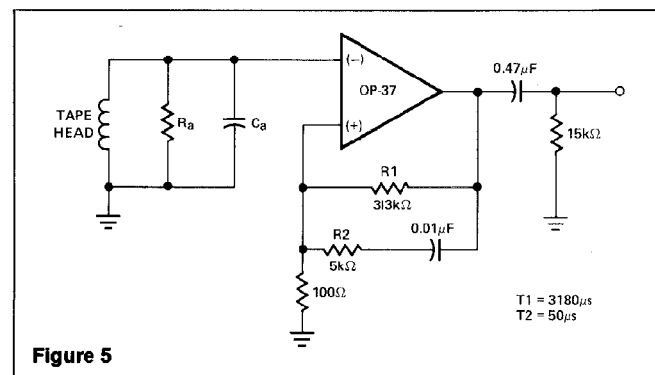 TAPE
HEAD
Ra
Ca
(−)
OP-37
(+)
0.47μF
15kΩ
R1
3I3kΩ
0.01μF
R2
5kΩ
100Ω
T1 = 3180μs
T2 = 50μs
Figure 5